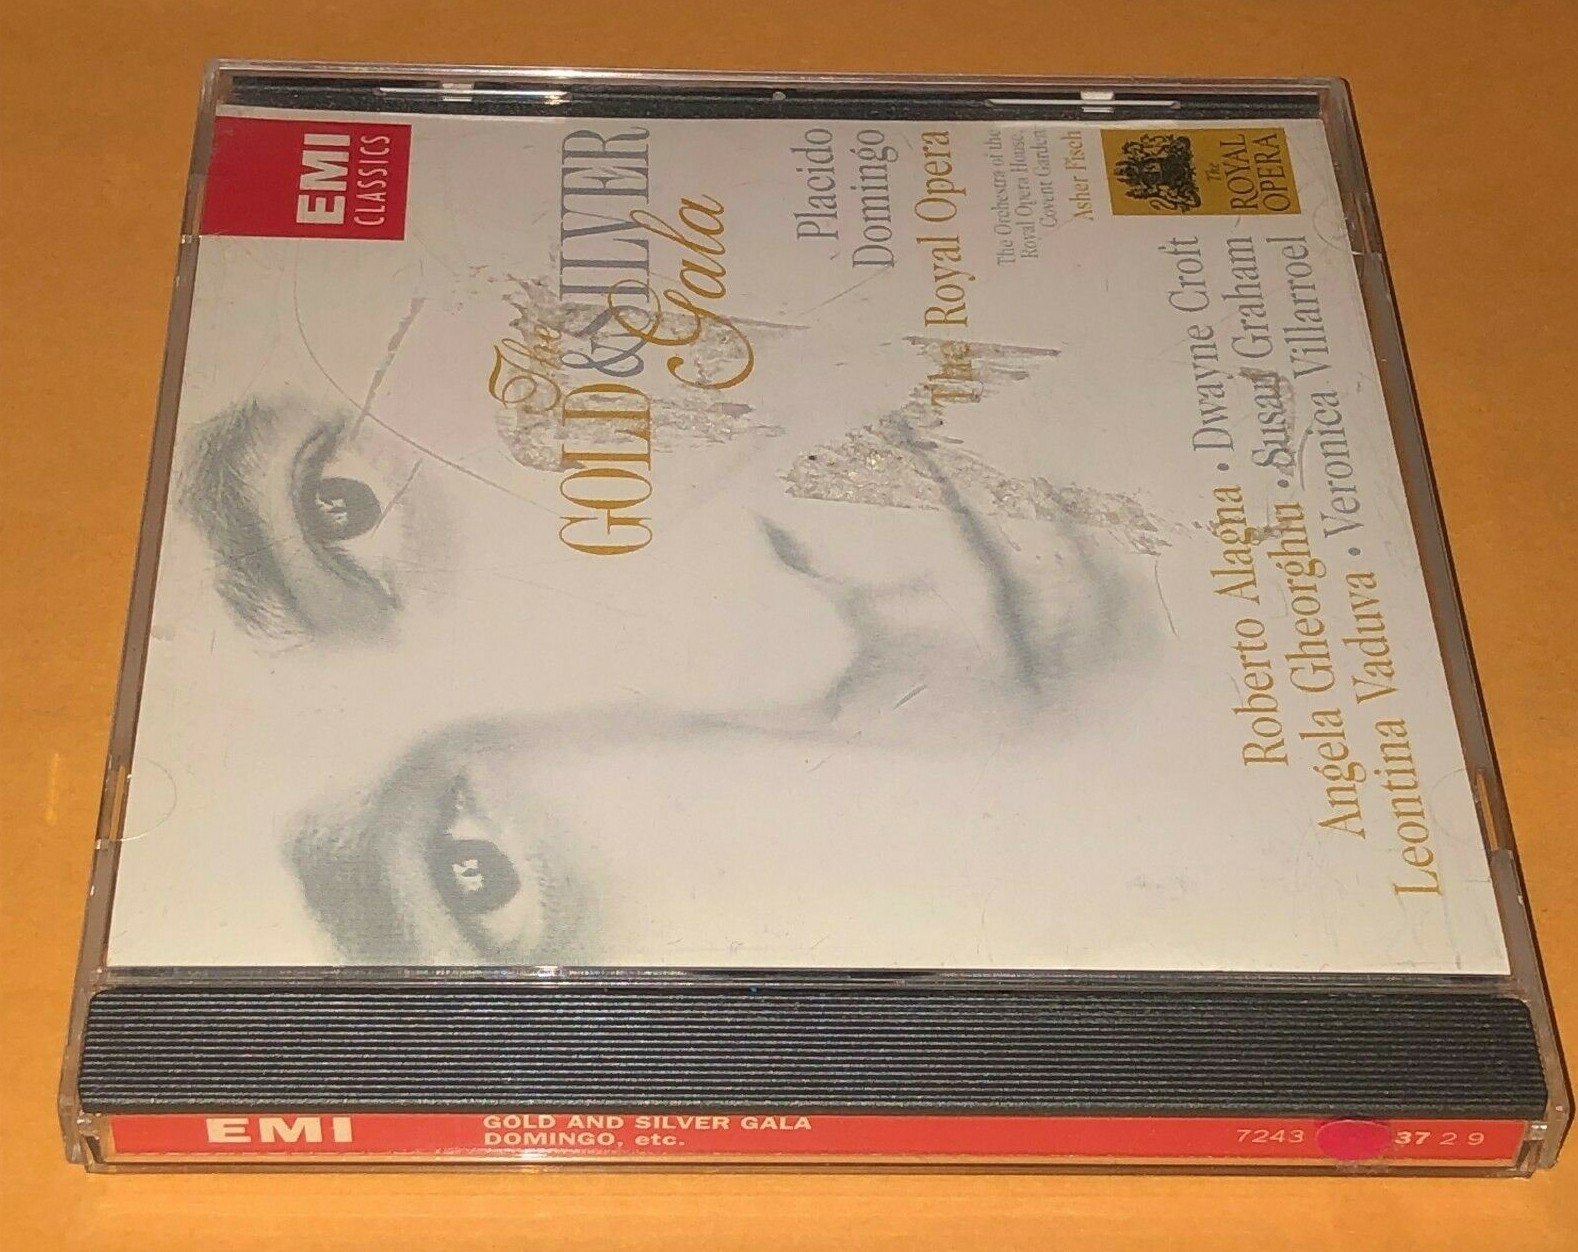 EMI
CLASSICS
The
GOLD & SILVER
Gala
Placido
Domingo
The Royal Opera
The Orchestra of the
Royal Opera House,
Covent Garden
Asher Fisch
The
ROYAL
OPERA
Roberto Alagna • Dwayne Croft
Angela Gheorghiu • Susan Graham
Leontina Vaduva • Veronica Villarroel
EMI
GOLD AND SILVER GALA
DOMINGO, etc.
7243
37 2 9